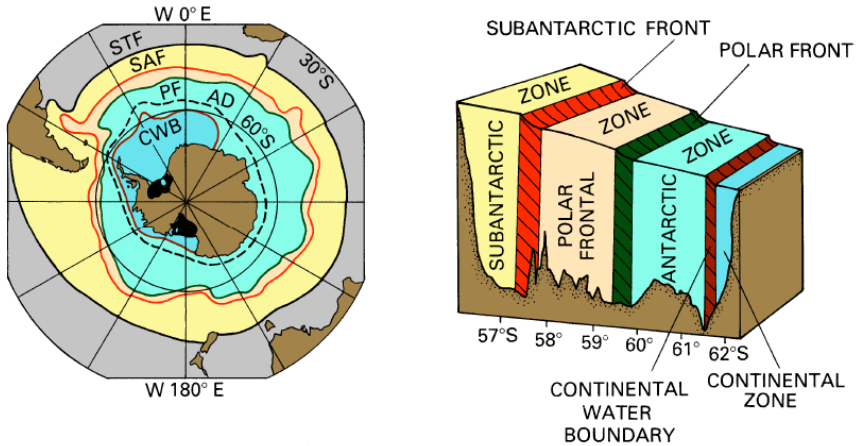 W 0° E
STF
SAF
30°S
PF
AD
60°S
CWB
W 180° E
SUBANTARCTIC FRONT
POLAR FRONT
ZONE
ZONE
ZONE
SUBANTARCTIC
POLAR
FRONTAL
ANTARCTIC
57°S
58°
59°
60°
61°
62°S
CONTINENTAL
WATER
BOUNDARY
CONTINENTAL
ZONE